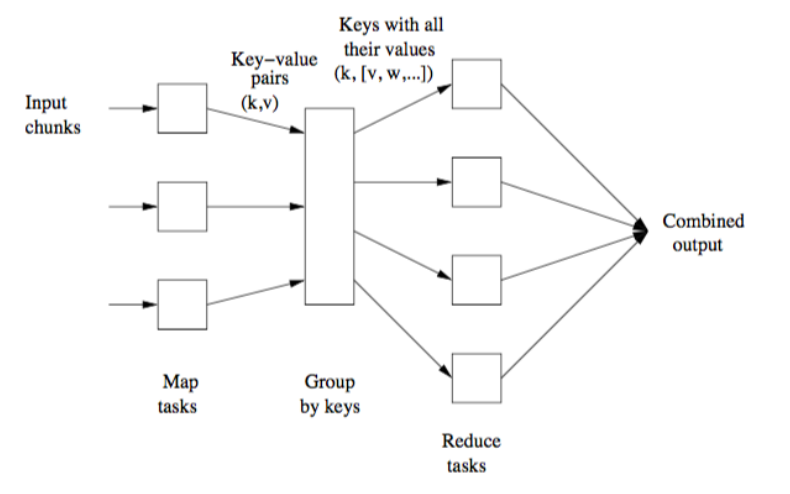 Keys with all
their values
(k, [v, w,...])
Key–value
pairs
(k,v)
Input
chunks
Combined
output
Map
tasks
Group
by keys
Reduce
tasks